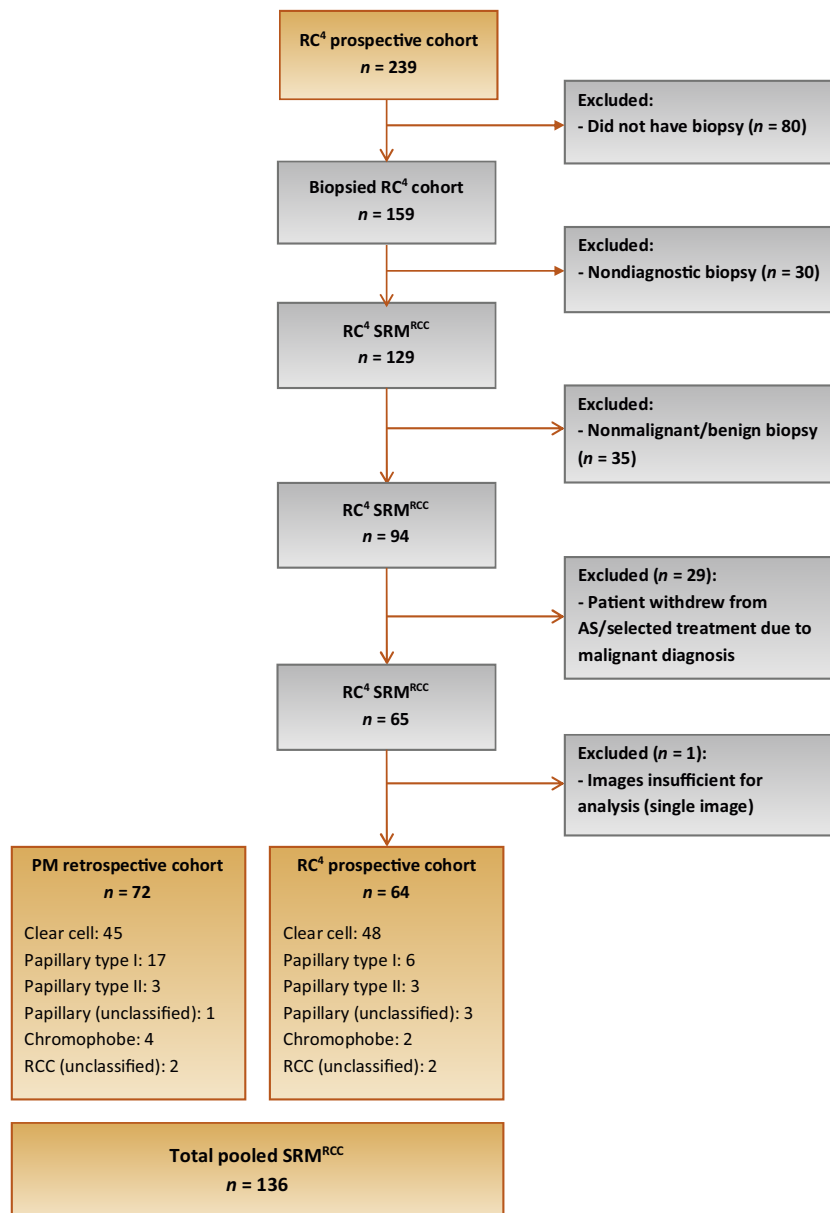 RC⁴ prospective cohort
n = 239
Excluded:
- Did not have biopsy (n = 80)
Biopsied RC⁴ cohort
n = 159
Excluded:
- Nondiagnostic biopsy (n = 30)
RC⁴ SRMᴿᶜᶜ
n = 129
Excluded:
- Nonmalignant/benign biopsy
(n = 35)
RC⁴ SRMᴿᶜᶜ
n = 94
Excluded (n = 29):
- Patient withdrew from
AS/selected treatment due to
malignant diagnosis
RC⁴ SRMᴿᶜᶜ
n = 65
Excluded (n = 1):
- Images insufficient for
analysis (single image)
PM retrospective cohort
n = 72
Clear cell: 45
Papillary type I: 17
Papillary type II: 3
Papillary (unclassified): 1
Chromophobe: 4
RCC (unclassified): 2
RC⁴ prospective cohort
n = 64
Clear cell: 48
Papillary type I: 6
Papillary type II: 3
Papillary (unclassified): 3
Chromophobe: 2
RCC (unclassified): 2
Total pooled SRMᴿᶜᶜ
n = 136